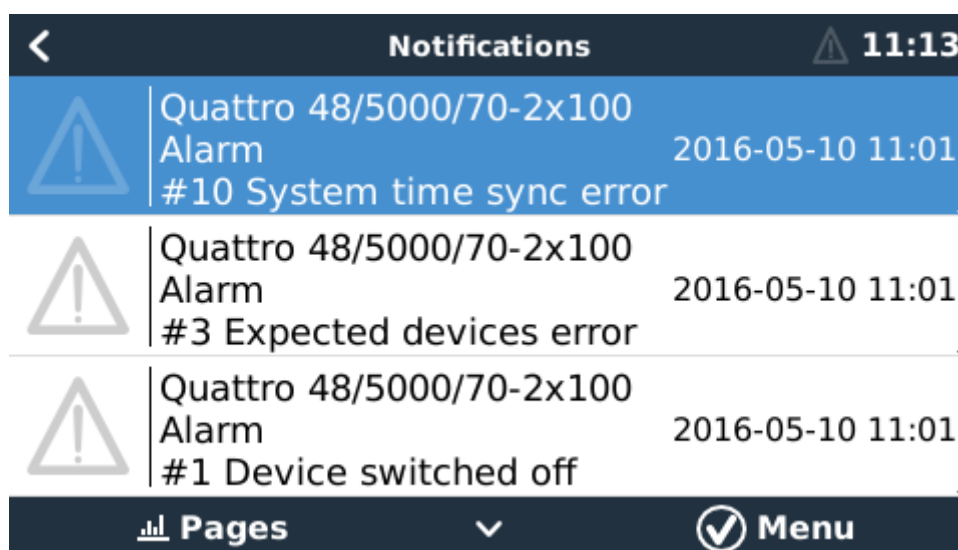 Notifications
11:13
Quattro 48/5000/70-2x100
Alarm
2016-05-10 11:01
#10 System time sync error
Quattro 48/5000/70-2x100
Alarm
2016-05-10 11:01
#3 Expected devices error
Quattro 48/5000/70-2x100
Alarm
2016-05-10 11:01
#1 Device switched off
Pages
Menu